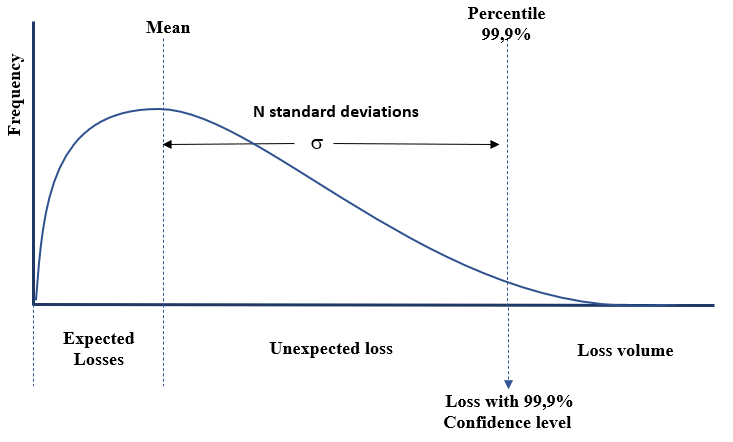 Percentile
99,9%
Mean
Frequency
N standard deviations
σ
Expected
Losses
Unexpected loss
Loss volume
Loss with 99,9%
Confidence level